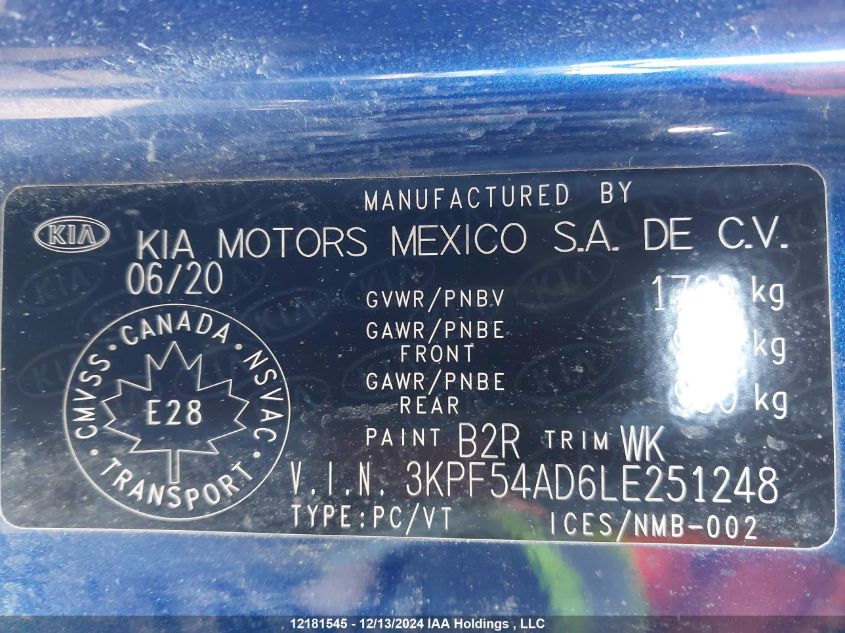 MANUFACTURED BY
KIA
KIA MOTORS MEXICO S.A. DE C.V.
06/20
GVWR/PNBV kg
GAWR/PNBE
FRONT kg
GAWR/PNBE
REAR kg
CMVSS · CANADA · NSVAC · TRANSPORT ·
E28
PAINT B2R TRIM WK
V.I.N. 3KPF54AD6LE251248
TYPE:PC/VT ICES/NMB-002
12181545 - 12/13/2024 IAA Holdings , LLC